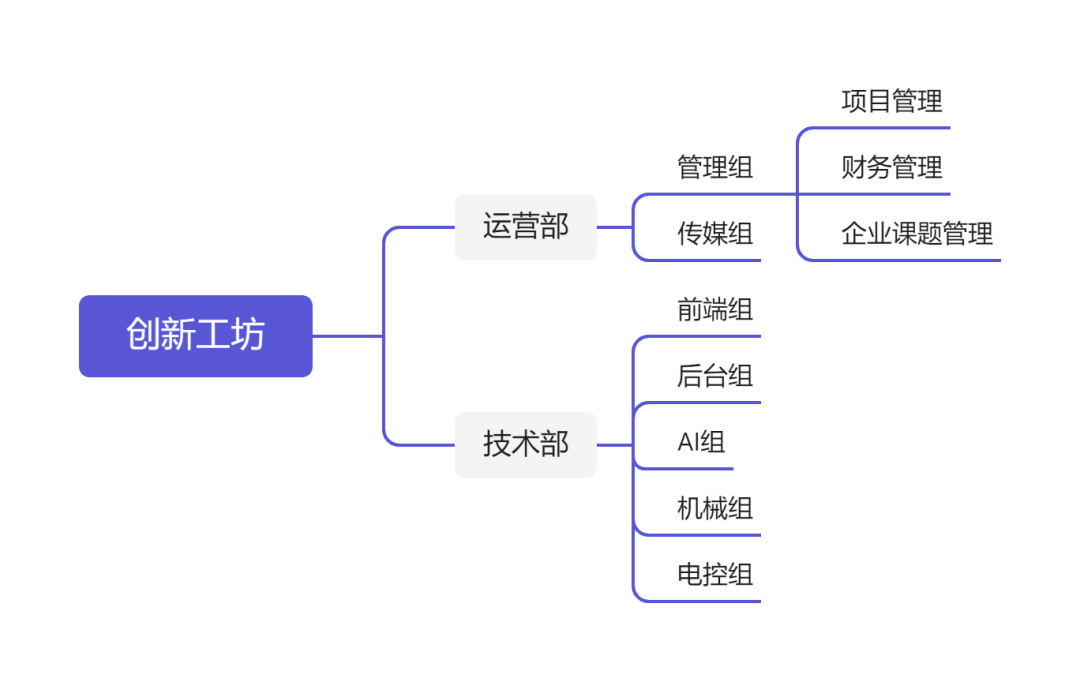 创新工坊
运营部
管理组
项目管理
财务管理
企业课题管理
传媒组
技术部
前端组
后台组
AI组
机械组
电控组